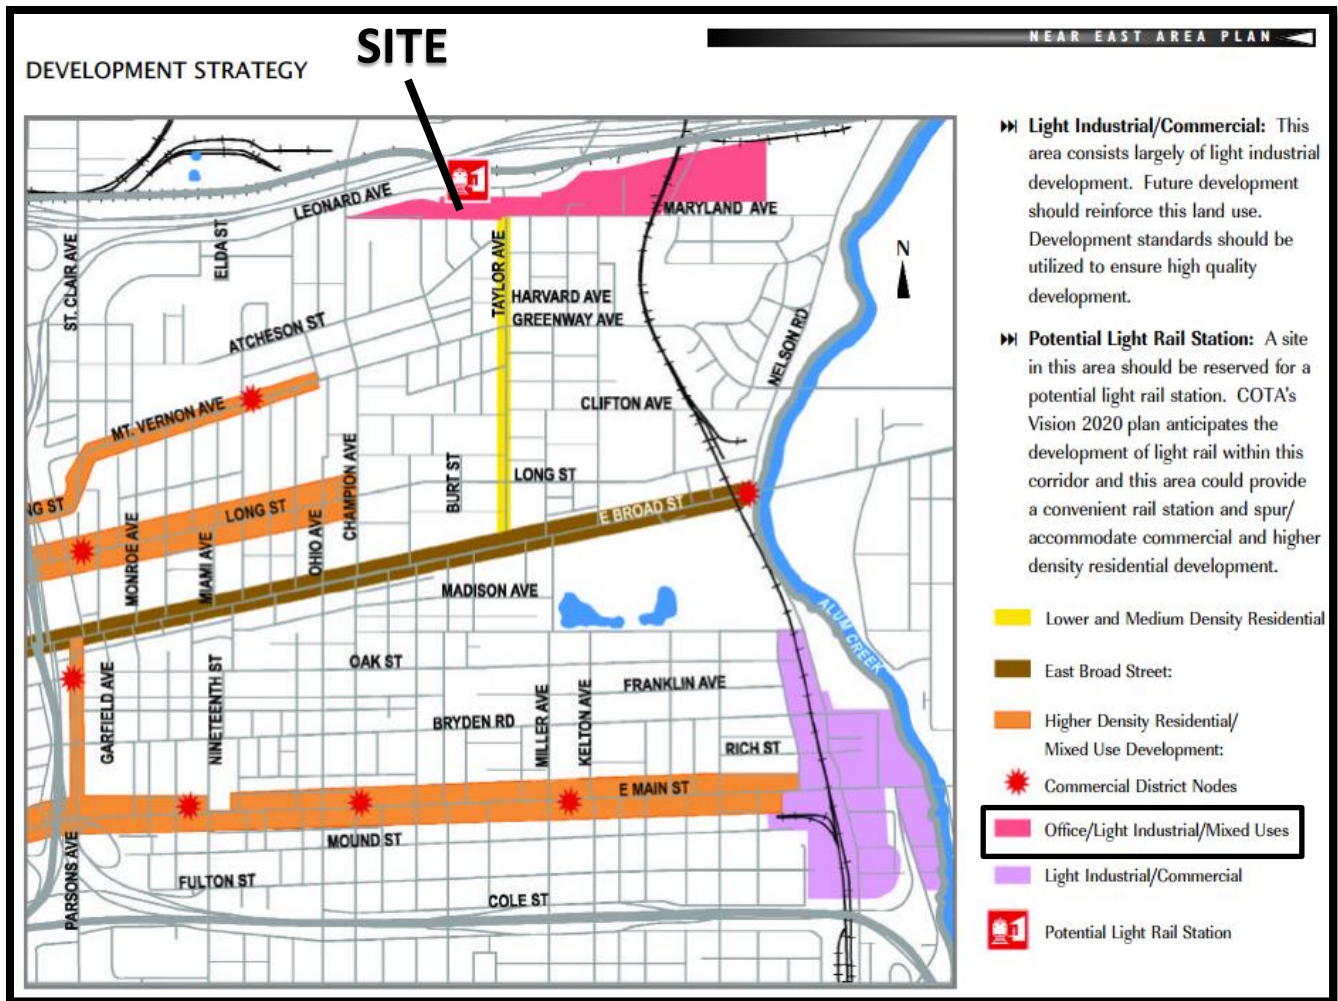 SITE
NEAR EAST AREA PLAN
DEVELOPMENT STRATEGY
LEONARD AVE
MARYLAND AVE
ST. CLAIR AVE
ELDA ST
TAYLOR AVE
N
HARVARD AVE
GREENWAY AVE
ATCHESON ST
NELSON RD
CLIFTON AVE
MT. VERNON AVE
CHAMPION AVE
BURT ST
LONG ST
NG ST
LONG ST
E BROAD ST
OHIO AVE
MONROE AVE
MIAMI AVE
MADISON AVE
ALUM CREEK
OAK ST
GARFIELD AVE
NINETEENTH ST
FRANKLIN AVE
MILLER AVE
KELTON AVE
BRYDEN RD
RICH ST
E MAIN ST
MOUND ST
PARSONS AVE
FULTON ST
COLE ST
Light Industrial/Commercial: This
area consists largely of light industrial
development. Future development
should reinforce this land use.
Development standards should be
utilized to ensure high quality
development.
Potential Light Rail Station: A site
in this area should be reserved for a
potential light rail station. COTA's
Vision 2020 plan anticipates the
development of light rail within this
corridor and this area could provide
a convenient rail station and spur/
accommodate commercial and higher
density residential development.
Lower and Medium Density Residential
East Broad Street:
Higher Density Residential/
Mixed Use Development:
Commercial District Nodes
Office/Light Industrial/Mixed Uses
Light Industrial/Commercial
Potential Light Rail Station